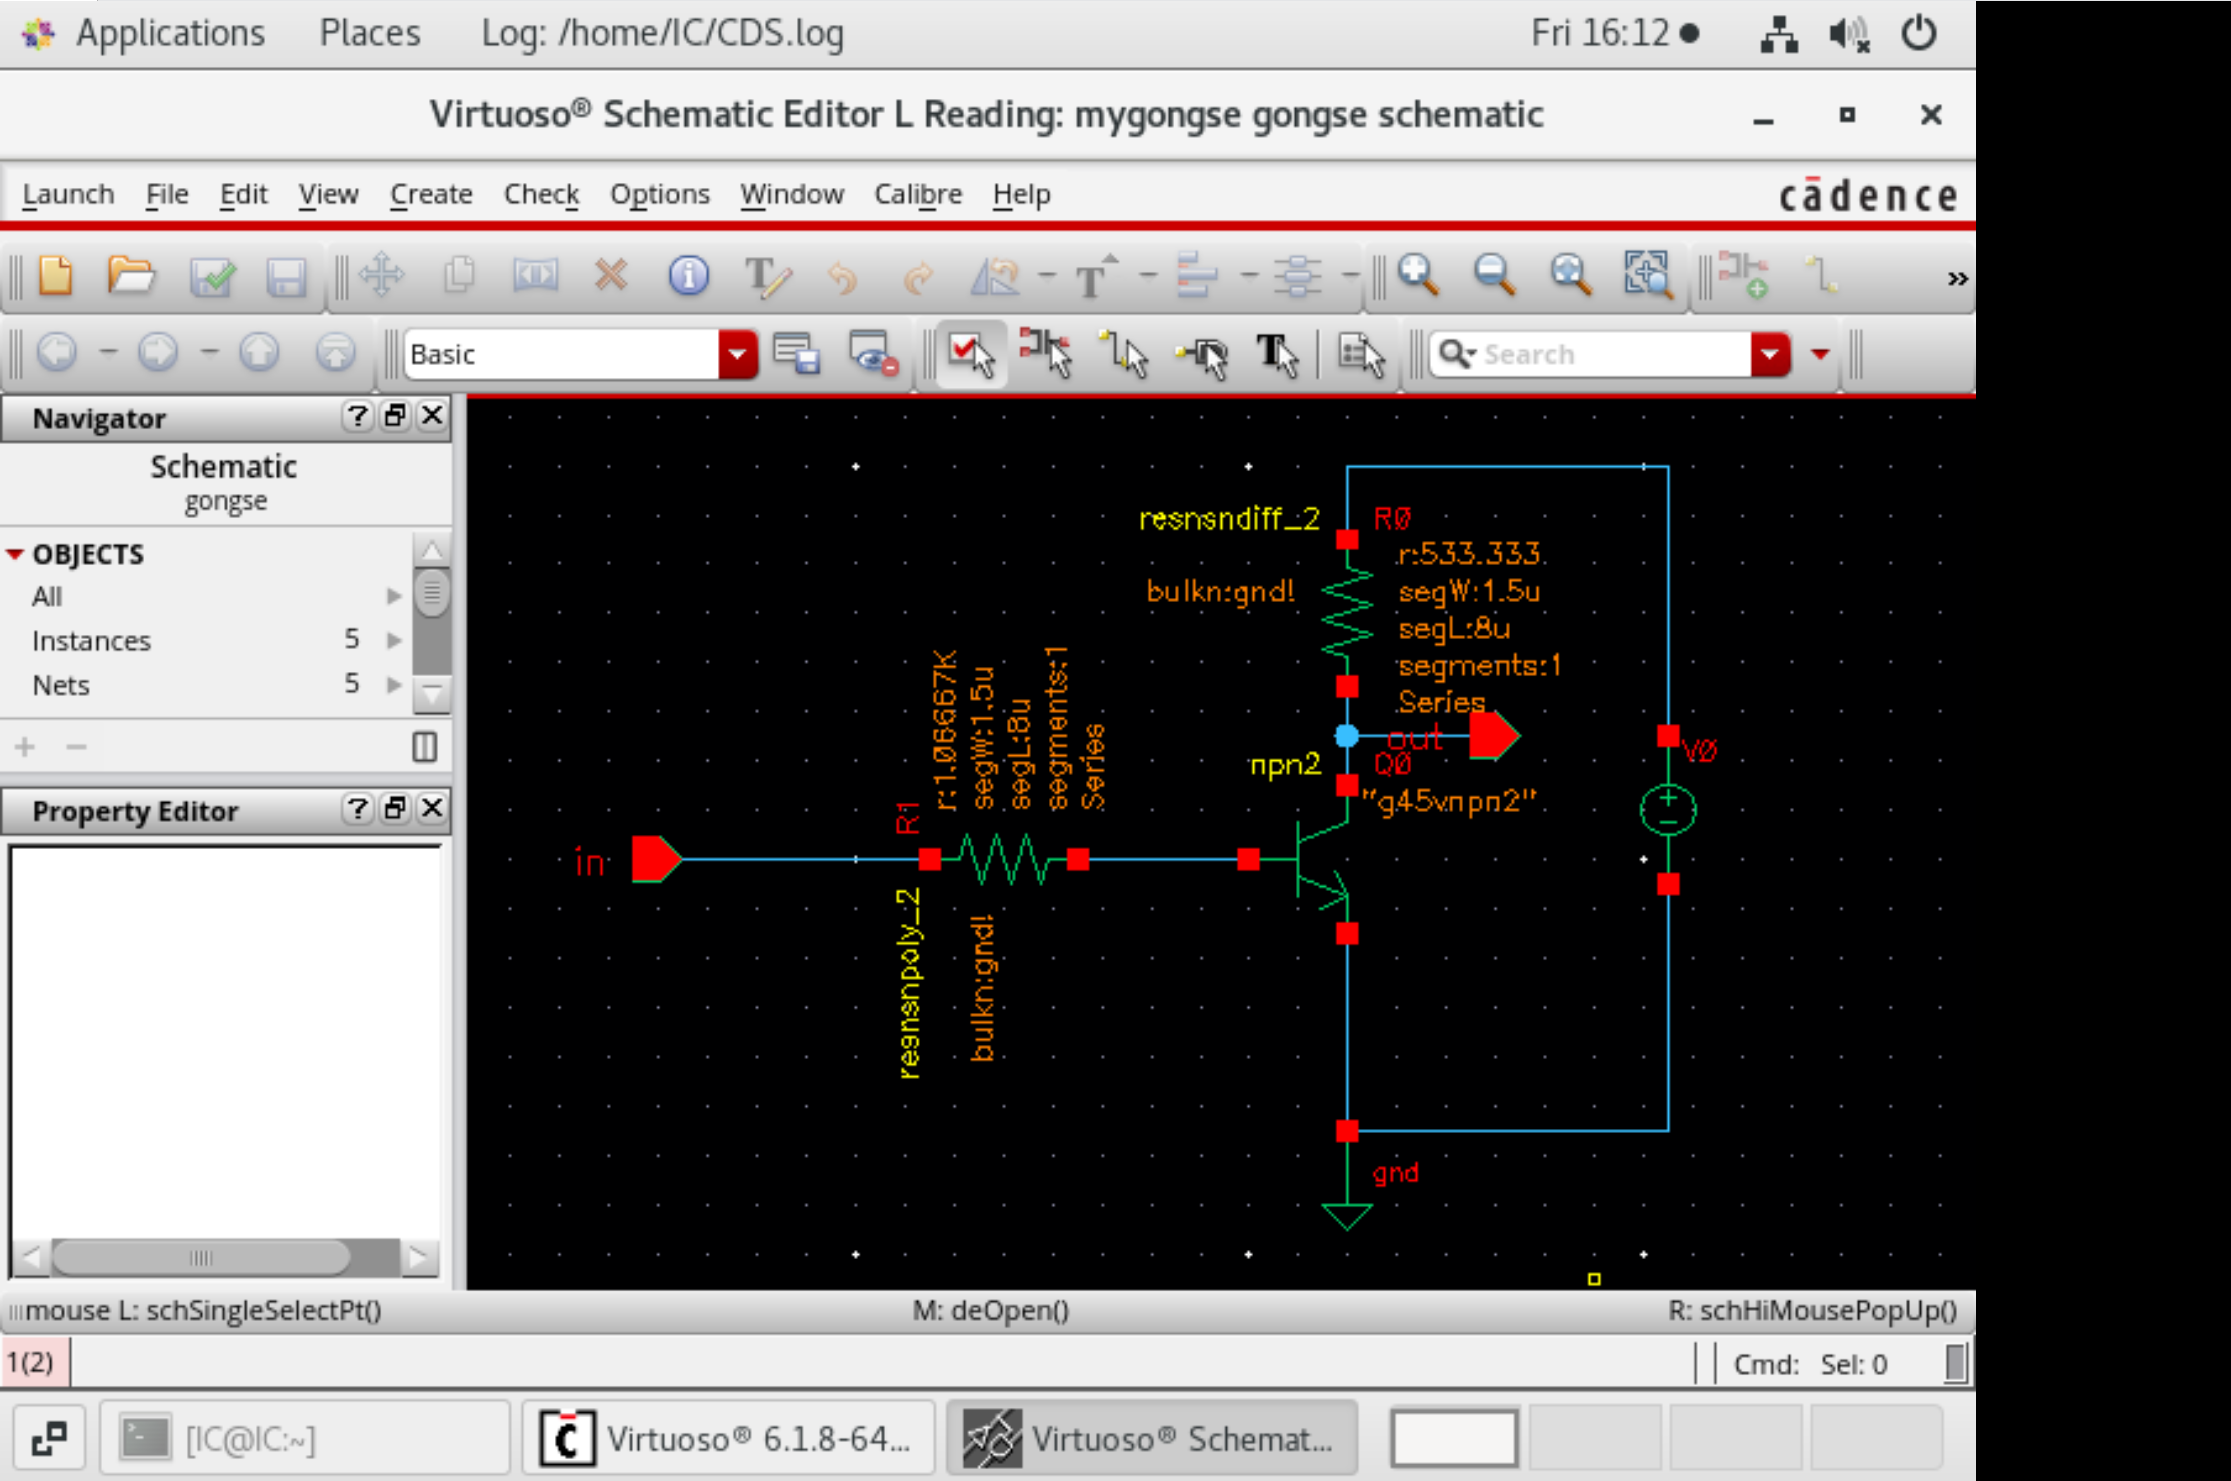 Applications Places Log: /home/IC/CDS.log Fri 16:12
Virtuoso® Schematic Editor L Reading: mygongse gongse schematic
Launch File Edit View Create Check Options Window Calibre Help cādence
»
Basic Search
Navigator
Schematic
gongse
OBJECTS
All
Instances 5
Nets 5
Property Editor
resnsndiff_2 R0
r:533.333
bulkn:gnd! segW:1.5u
segL:8u
segments:1
Series
out
npn2 Q0
"g45vnpn2"
V0
in
R1
r:1.06667K
segW:1.5u
segL:8u
segments:1
Series
resnsnpoly_2
bulkn:gnd!
gnd
mouse L: schSingleSelectPt() M: deOpen() R: schHiMousePopUp()
1(2) Cmd: Sel: 0
[IC@IC:~] Virtuoso® 6.1.8-64... Virtuoso® Schemat...